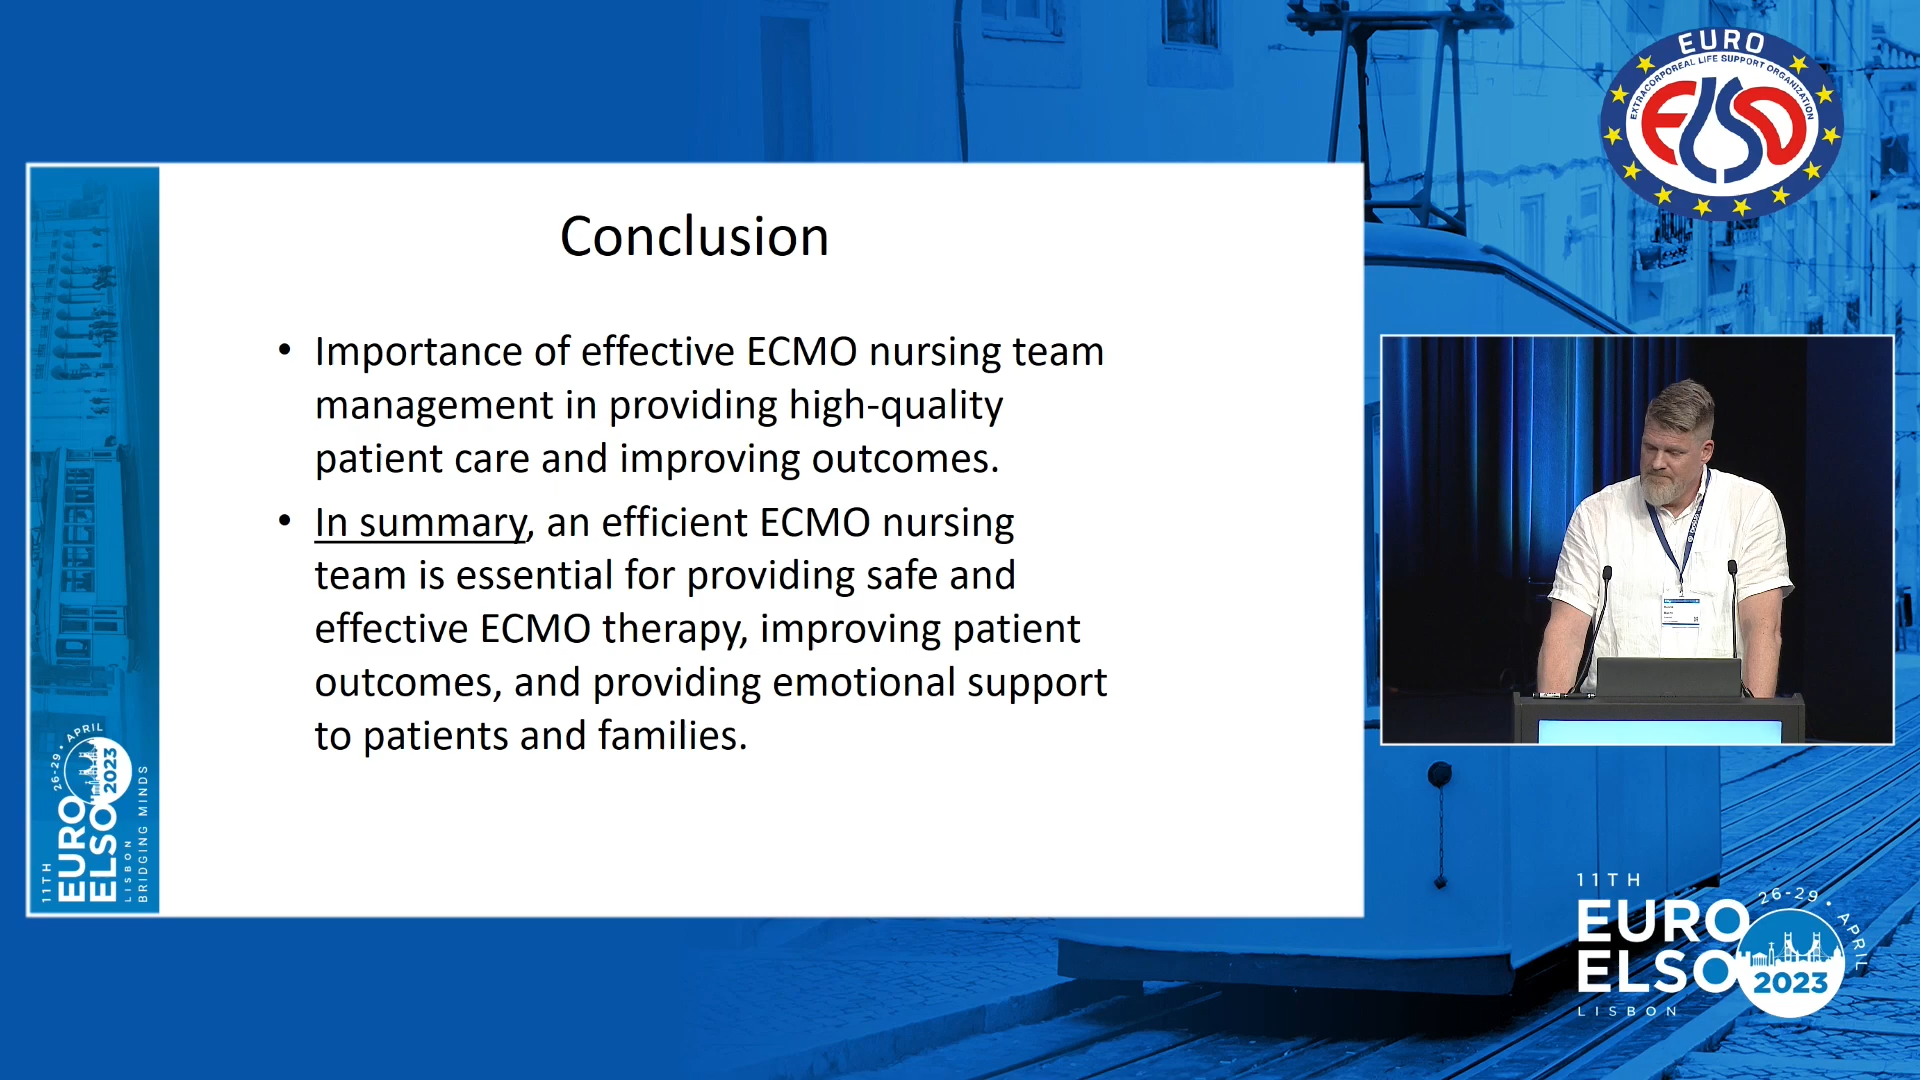 EURO
EXTRACORPOREAL LIFE SUPPORT ORGANIZATION
ELSO
Conclusion
• Importance of effective ECMO nursing team
management in providing high-quality
patient care and improving outcomes.
• In summary, an efficient ECMO nursing
team is essential for providing safe and
effective ECMO therapy, improving patient
outcomes, and providing emotional support
to patients and families.
11TH
EURO
ELSO
LISBON
BRIDGING MINDS
26-29 • APRIL
2023
11TH
EURO
ELSO
LISBON
26-29 • APRIL
2023